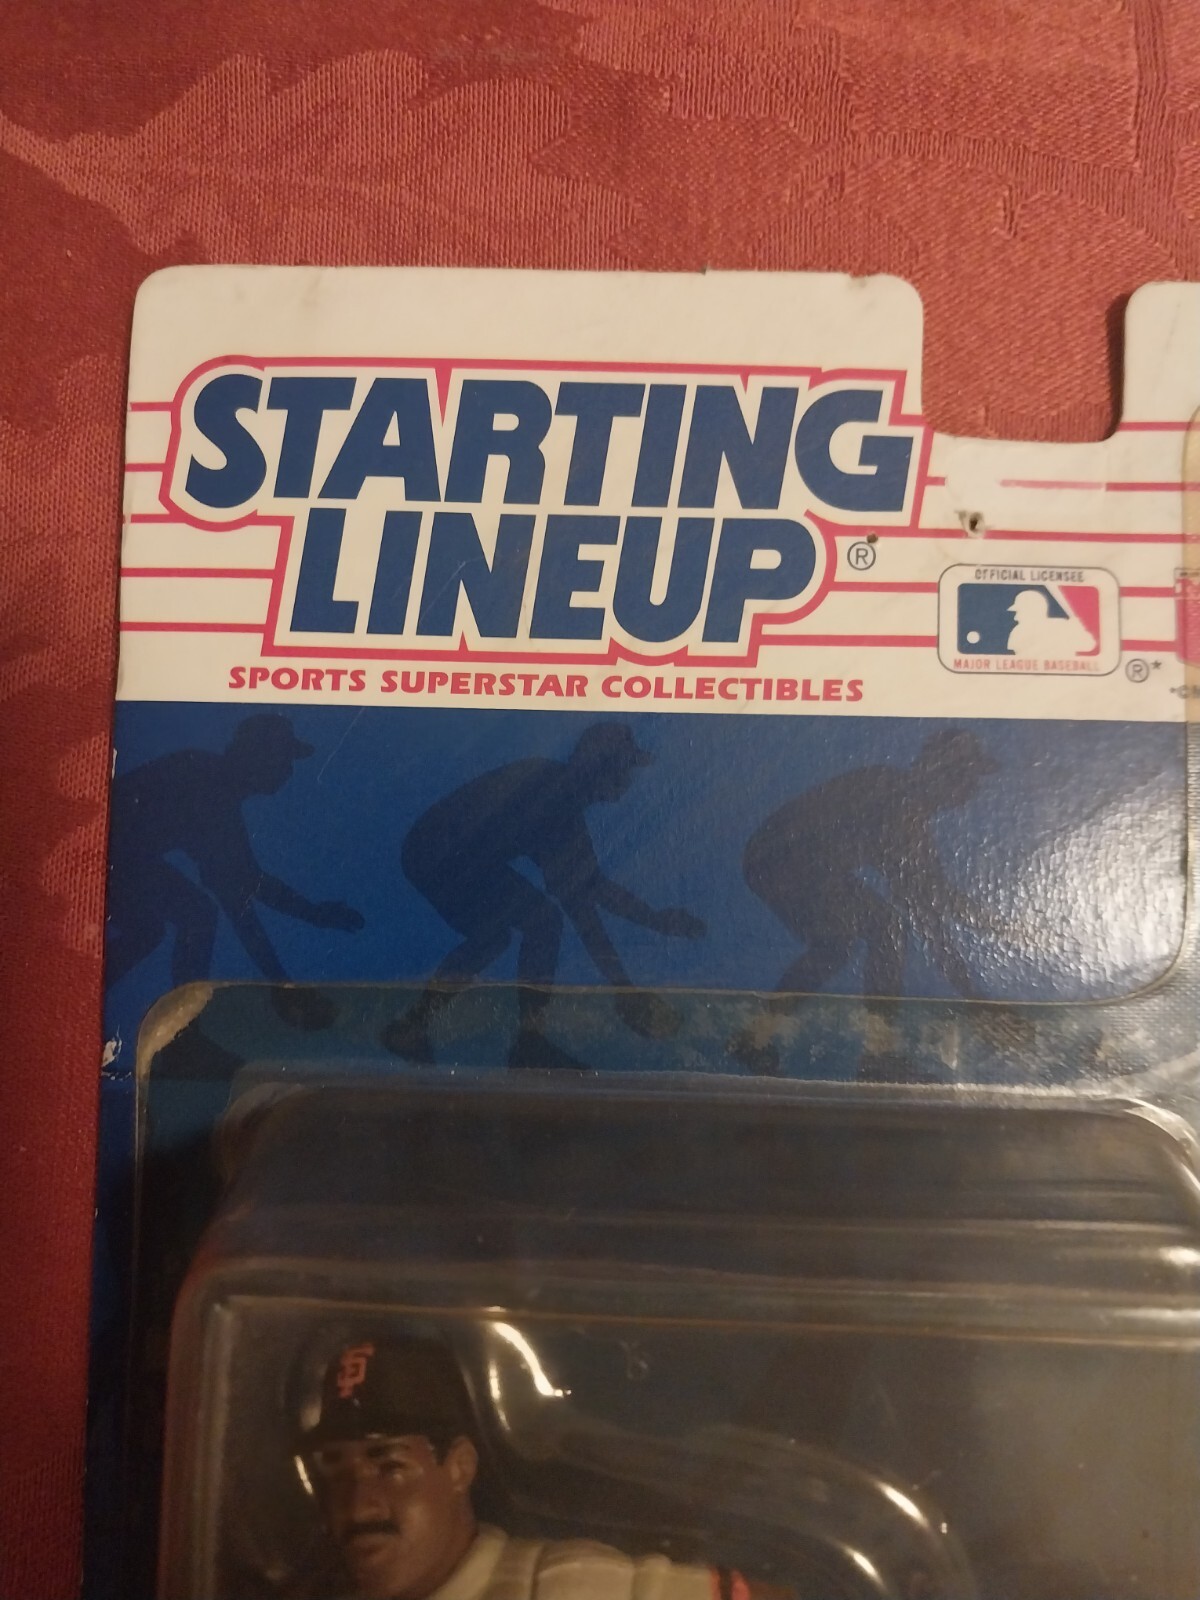 STARTING
LINEUP®
SPORTS SUPERSTAR COLLECTIBLES
OFFICIAL LICENSEE
MAJOR LEAGUE BASEBALL
®*
SF